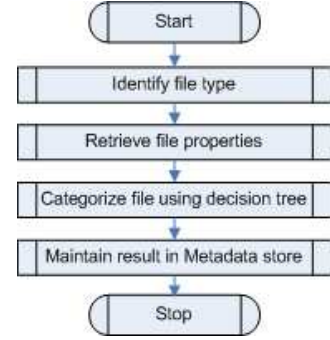 Start
Identify file type
Retrieve file properties
Categorize file using decision tree
Maintain result in Metadata store
Stop